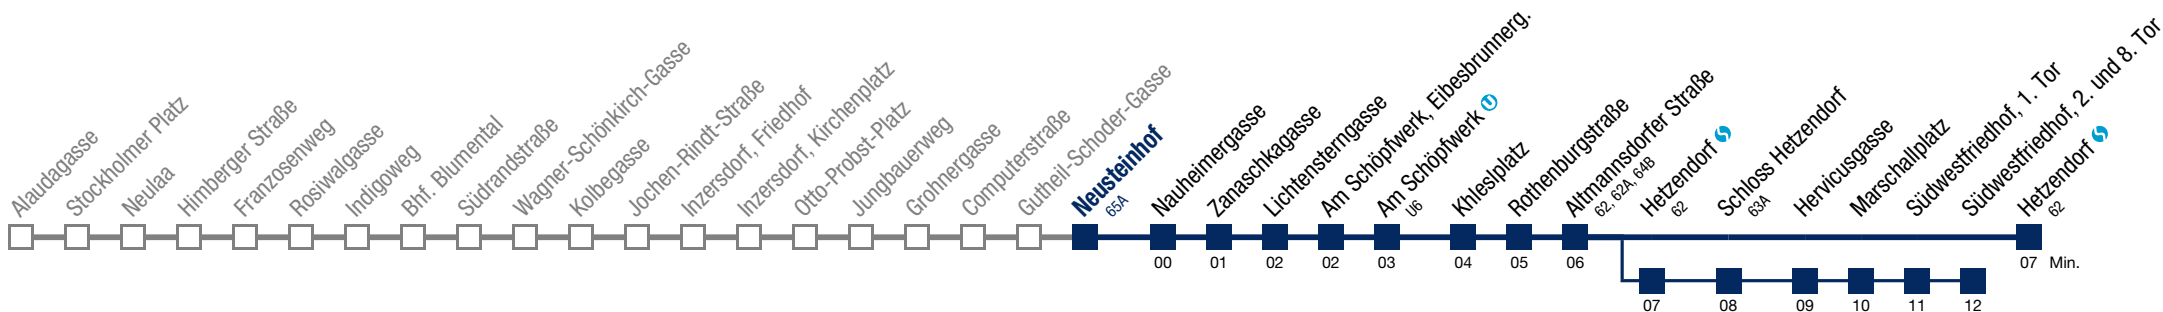 Alaudagasse
Stockholmer Platz
Neulaa
Himberger Straße
Franzosenweg
Rosiwalgasse
Indigoweg
Bhf. Blumental
Südrandstraße
Wagner-Schönkirch-Gasse
Kolbegasse
Jochen-Rindt-Straße
Inzersdorf, Friedhof
Inzersdorf, Kirchenplatz
Otto-Probst-Platz
Jungbauerweg
Grohnergasse
Computerstraße
Gutheil-Schoder-Gasse
Neusteinhof
65A
Nauheimergasse
Zanaschkagasse
Lichtensterngasse
Am Schöpfwerk, Eibesbrunnerg.
Am Schöpfwerk U
U6
Khleslplatz
Rothenburgstraße
Altmannsdorfer Straße
62, 62A, 64B
Hetzendorf S
62
Schloss Hetzendorf
63A
Hervicusgasse
Marschallplatz
Südwestfriedhof, 1. Tor
Südwestfriedhof, 2. und 8. Tor
Hetzendorf S
62
00 01 02 02 03 04 05 06 07 Min.
07 08 09 10 11 12